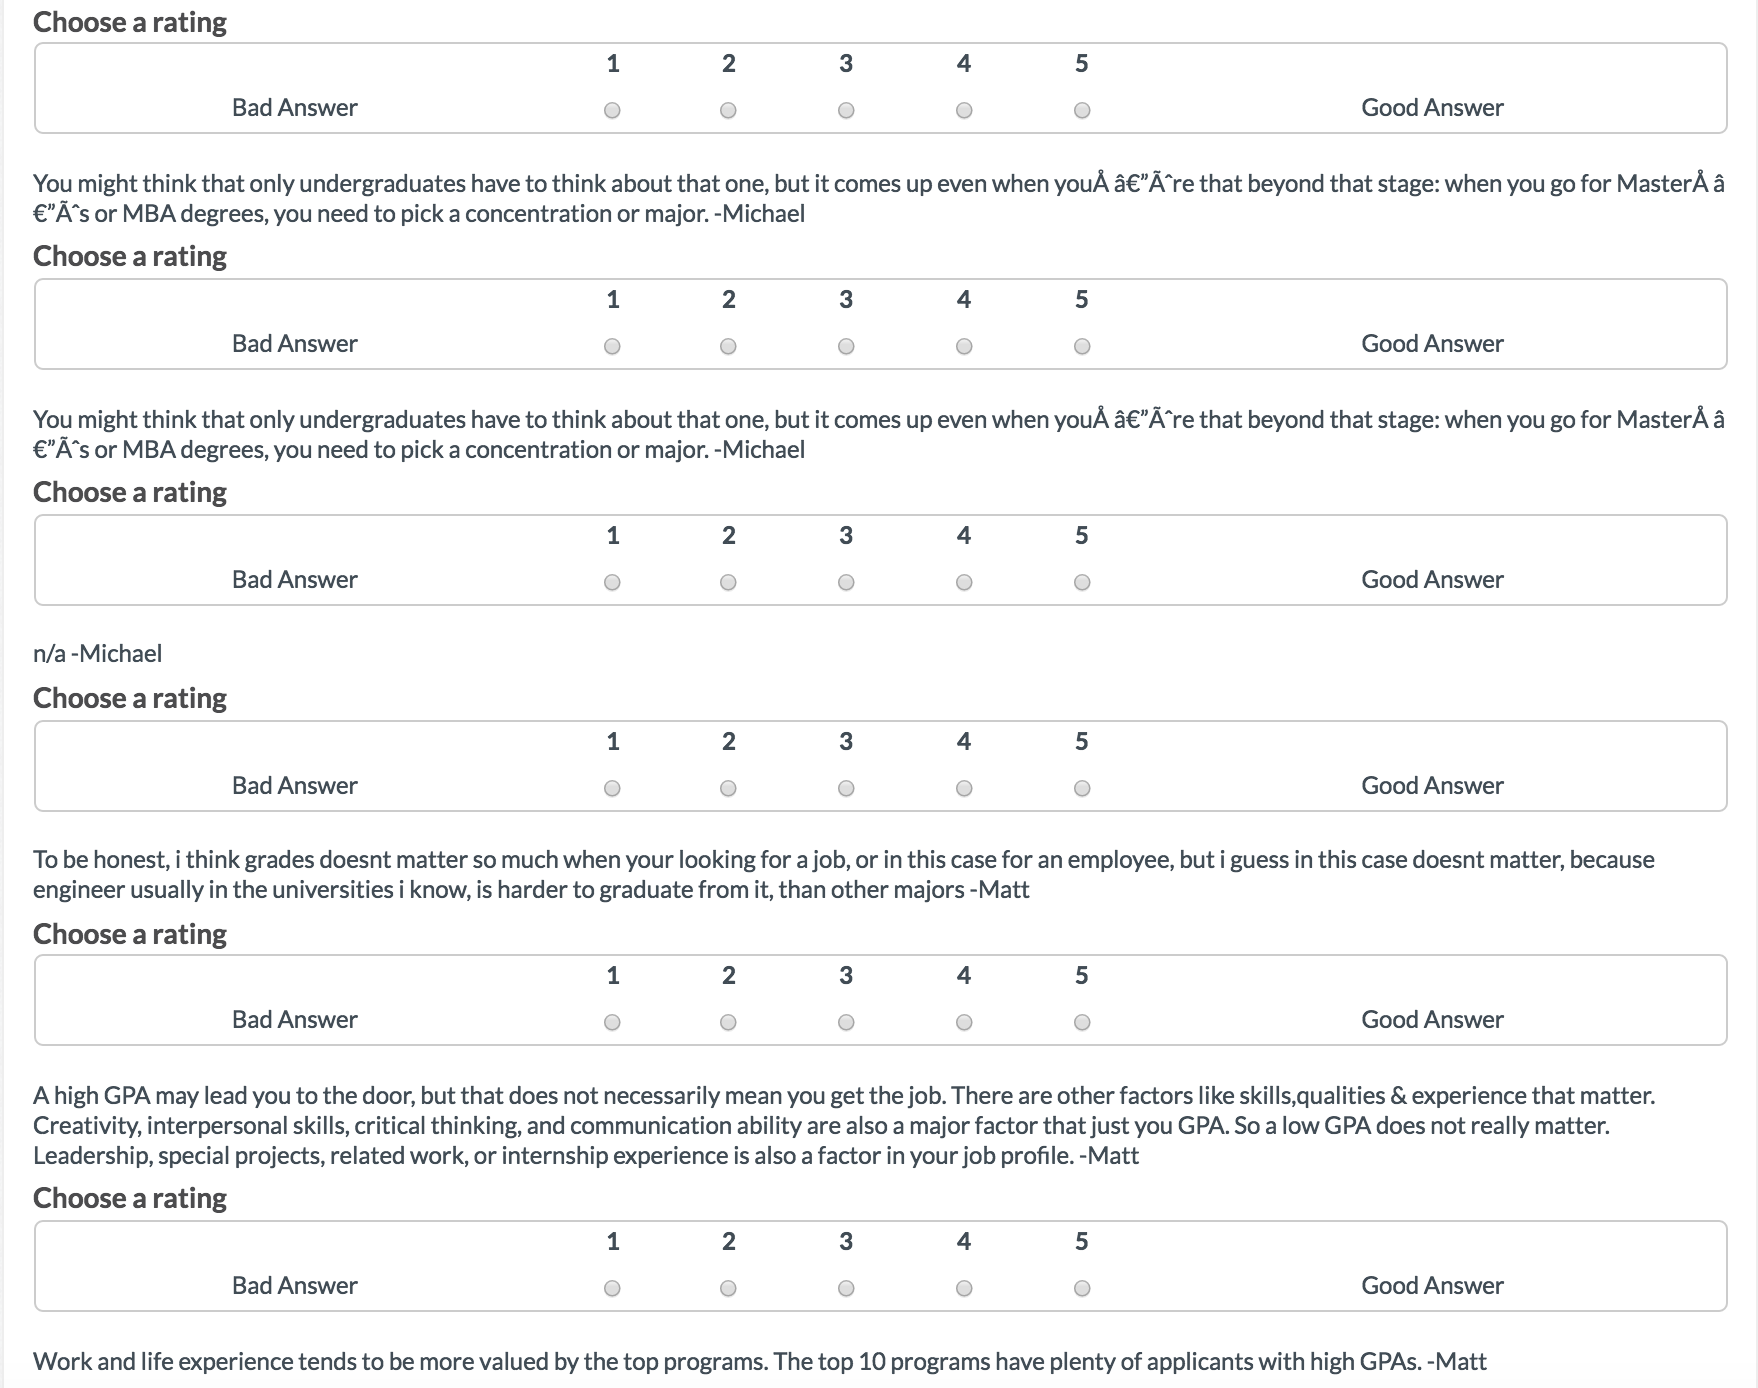 Choose a rating
1 2 3 4 5
Bad Answer Good Answer
You might think that only undergraduates have to think about that one, but it comes up even when youÅ â€”Ãˆre that beyond that stage: when you go for MasterÅ â
€”Ãˆs or MBA degrees, you need to pick a concentration or major. -Michael
Choose a rating
1 2 3 4 5
Bad Answer Good Answer
You might think that only undergraduates have to think about that one, but it comes up even when youÅ â€”Ãˆre that beyond that stage: when you go for MasterÅ â
€”Ãˆs or MBA degrees, you need to pick a concentration or major. -Michael
Choose a rating
1 2 3 4 5
Bad Answer Good Answer
n/a -Michael
Choose a rating
1 2 3 4 5
Bad Answer Good Answer
To be honest, i think grades doesnt matter so much when your looking for a job, or in this case for an employee, but i guess in this case doesnt matter, because
engineer usually in the universities i know, is harder to graduate from it, than other majors -Matt
Choose a rating
1 2 3 4 5
Bad Answer Good Answer
A high GPA may lead you to the door, but that does not necessarily mean you get the job. There are other factors like skills,qualities & experience that matter.
Creativity, interpersonal skills, critical thinking, and communication ability are also a major factor that just you GPA. So a low GPA does not really matter.
Leadership, special projects, related work, or internship experience is also a factor in your job profile. -Matt
Choose a rating
1 2 3 4 5
Bad Answer Good Answer
Work and life experience tends to be more valued by the top programs. The top 10 programs have plenty of applicants with high GPAs. -Matt